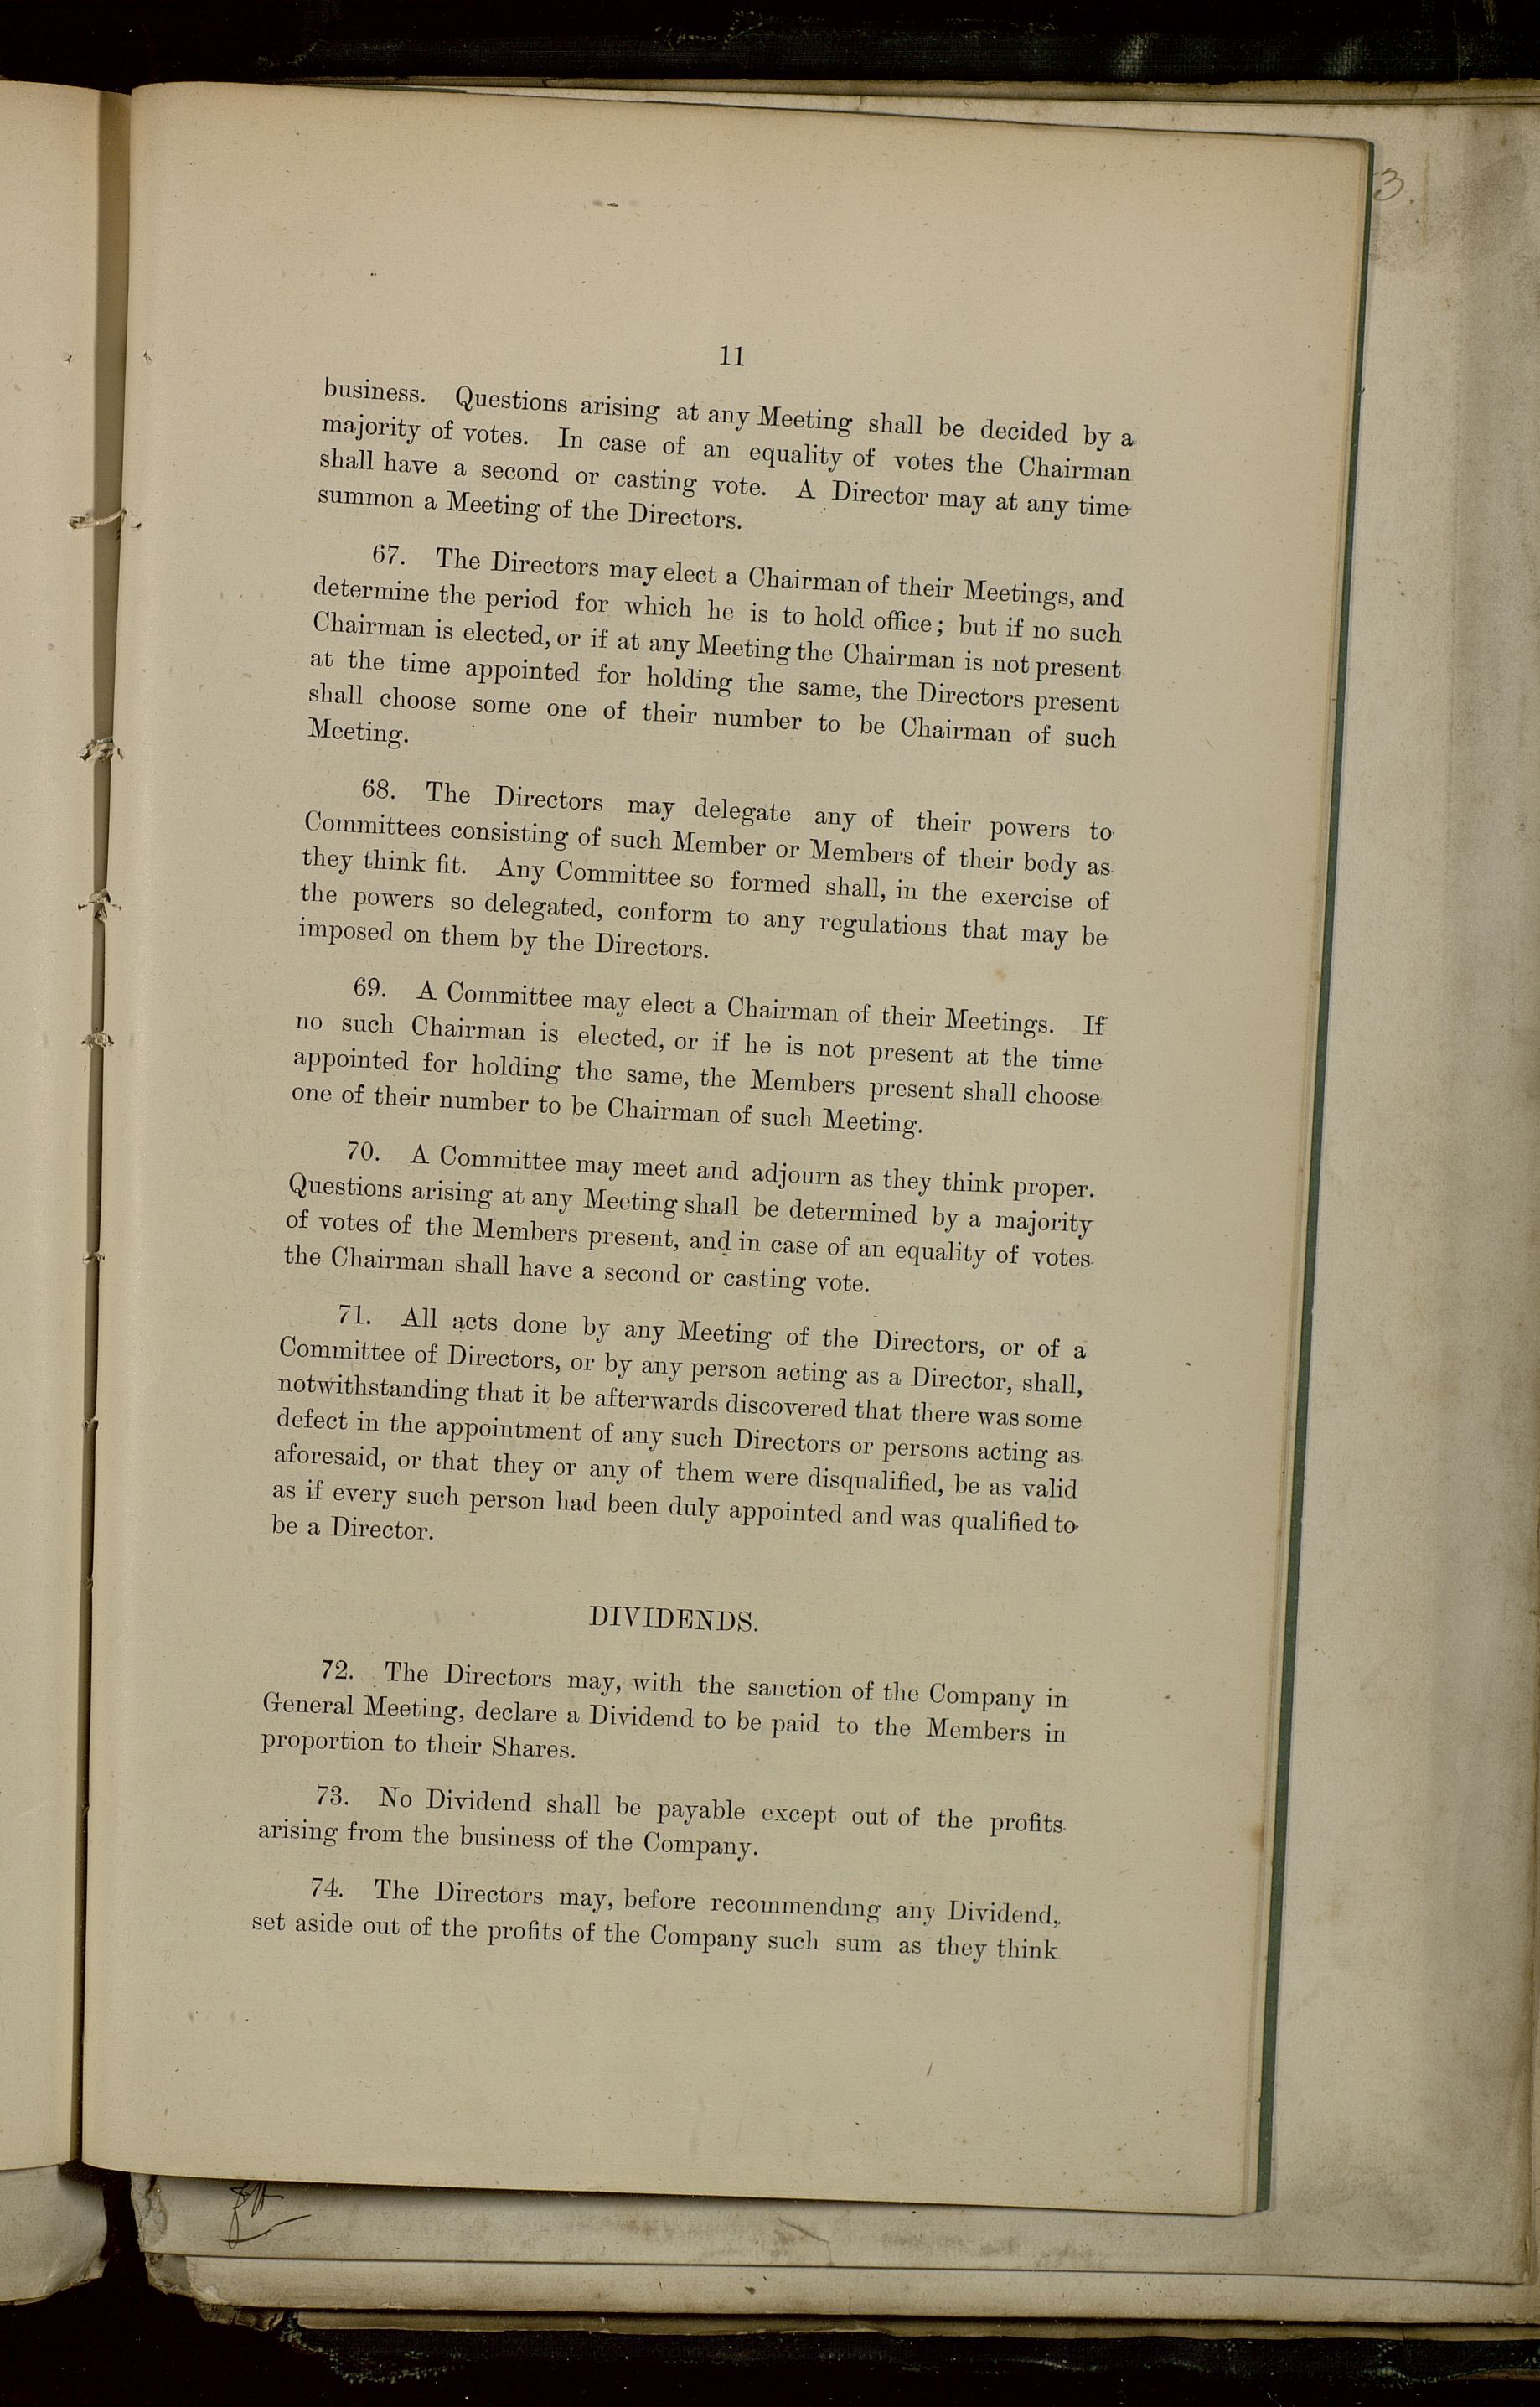 3.
11
business. Questions arising at any Meeting shall be decided by a
majority of votes. In case of an equality of votes the Chairman
shall have a second or casting vote. A Director may at any time
summon a Meeting of the Directors.
67. The Directors may elect a Chairman of their Meetings, and
determine the period for which he is to hold office; but if no such
Chairman is elected, or if at any Meeting the Chairman is not present
at the time appointed for holding the same, the Directors present
shall choose some one of their number to be Chairman of such
Meeting.
68. The Directors may delegate any of their powers to
Committees consisting of such Member or Members of their body as
they think fit. Any Committee so formed shall, in the exercise of
the powers so delegated, conform to any regulations that may be
imposed on them by the Directors.
69. A Committee may elect a Chairman of their Meetings. If
no such Chairman is elected, or if he is not present at the time
appointed for holding the same, the Members present shall choose
one of their number to be Chairman of such Meeting.
70. A Committee may meet and adjourn as they think proper.
Questions arising at any Meeting shall be determined by a majority
of votes of the Members present, and in case of an equality of votes
the Chairman shall have a second or casting vote.
71. All acts done by any Meeting of the Directors, or of a
Committee of Directors, or by any person acting as a Director, shall,
notwithstanding that it be afterwards discovered that there was some
defect in the appointment of any such Directors or persons acting as
aforesaid, or that they or any of them were disqualified, be as valid
as if every such person had been duly appointed and was qualified to
be a Director.
DIVIDENDS.
72. The Directors may, with the sanction of the Company in
General Meeting, declare a Dividend to be paid to the Members in
proportion to their Shares.
73. No Dividend shall be payable except out of the profits
arising from the business of the Company.
74. The Directors may, before recommending any Dividend,
set aside out of the profits of the Company such sum as they think